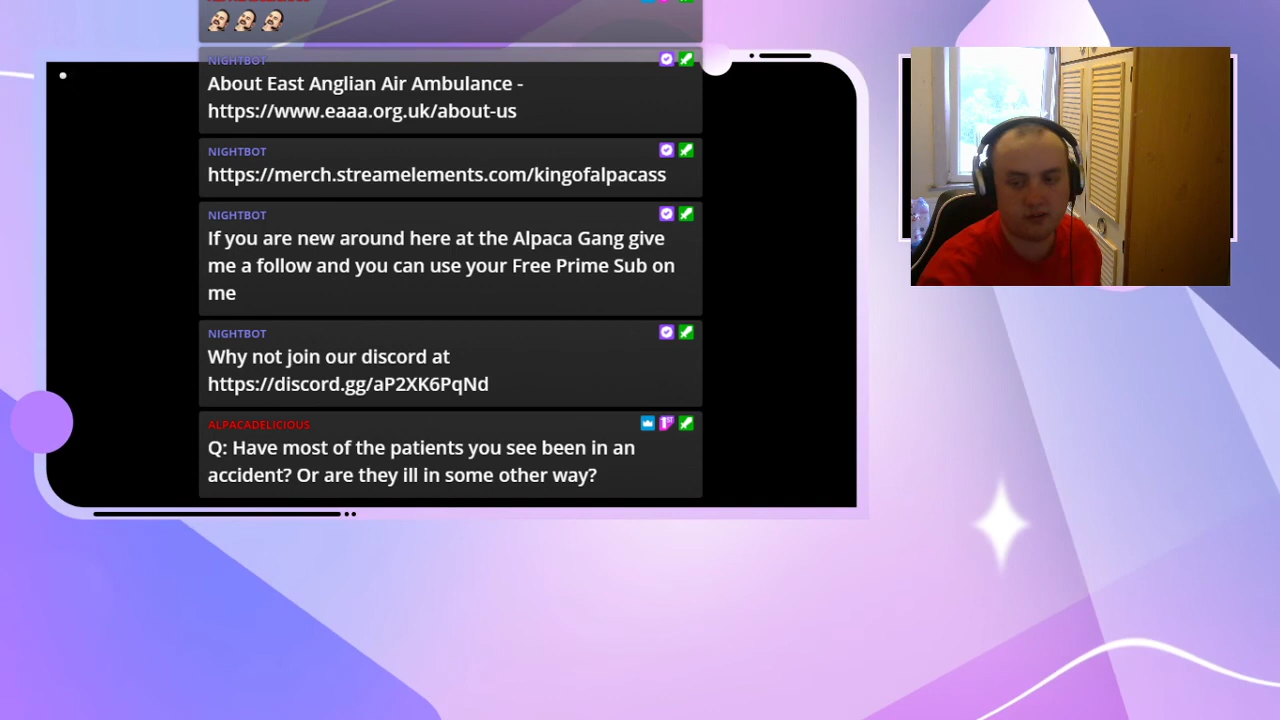 NIGHTBOT
About East Anglian Air Ambulance -
https://www.eaaa.org.uk/about-us
NIGHTBOT
https://merch.streamelements.com/kingofalpacass
NIGHTBOT
If you are new around here at the Alpaca Gang give
me a follow and you can use your Free Prime Sub on
me
NIGHTBOT
Why not join our discord at
https://discord.gg/aP2XK6PqNd
ALPACADELICIOUS
Q: Have most of the patients you see been in an
accident? Or are they ill in some other way?